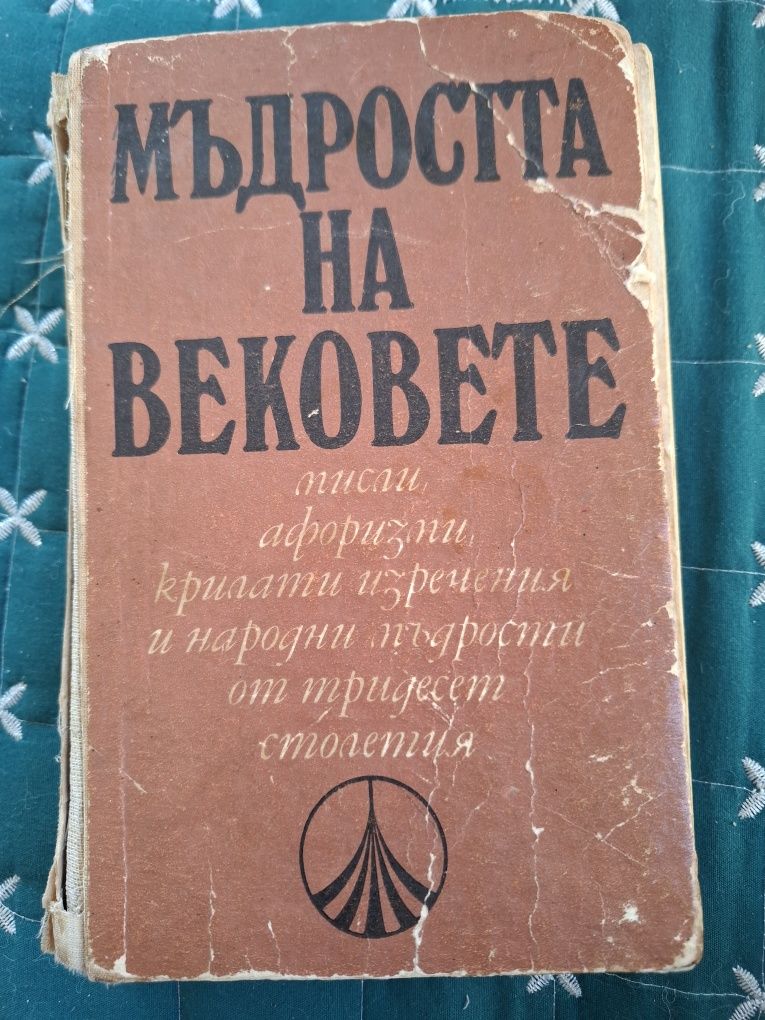 МЪДРОСТТА
НА
ВЕКОВЕТЕ
мисли,
афоризми,
крилати изречения
и народни мъдрости
от тридесет
столетия